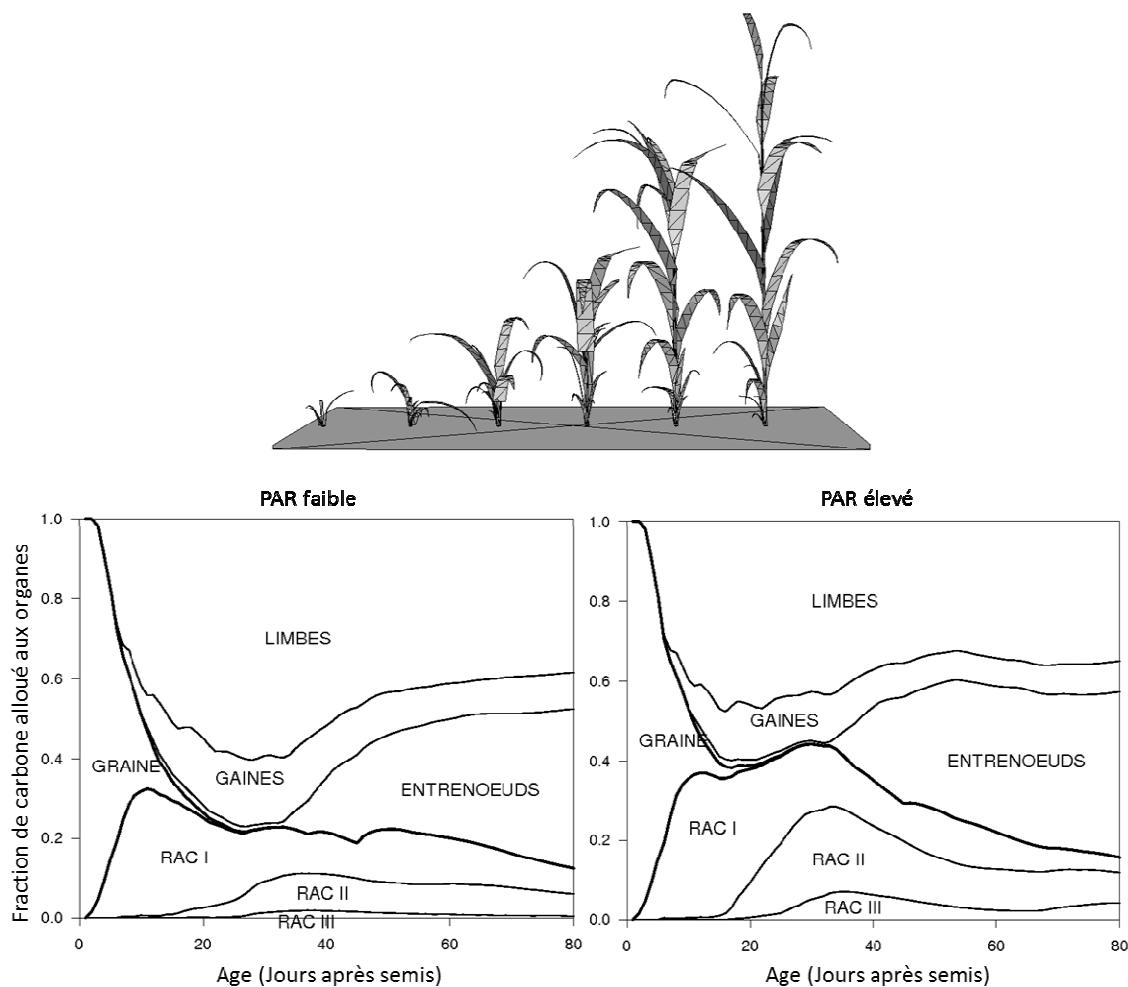 PAR faible
Fraction de carbone alloué aux organes
1.0
0.8
0.6
0.4
0.2
0.0
LIMBES
GRAINE
GAINES
ENTRENOEUDS
RAC I
RAC II
RAC III
0 20 40 60 80
Age (Jours après semis)
PAR élevé
1.0
0.8
0.6
0.4
0.2
0.0
LIMBES
GAINES
GRAINE
ENTRENOEUDS
RAC I
RAC II
RAC III
0 20 40 60 80
Age (Jours après semis)